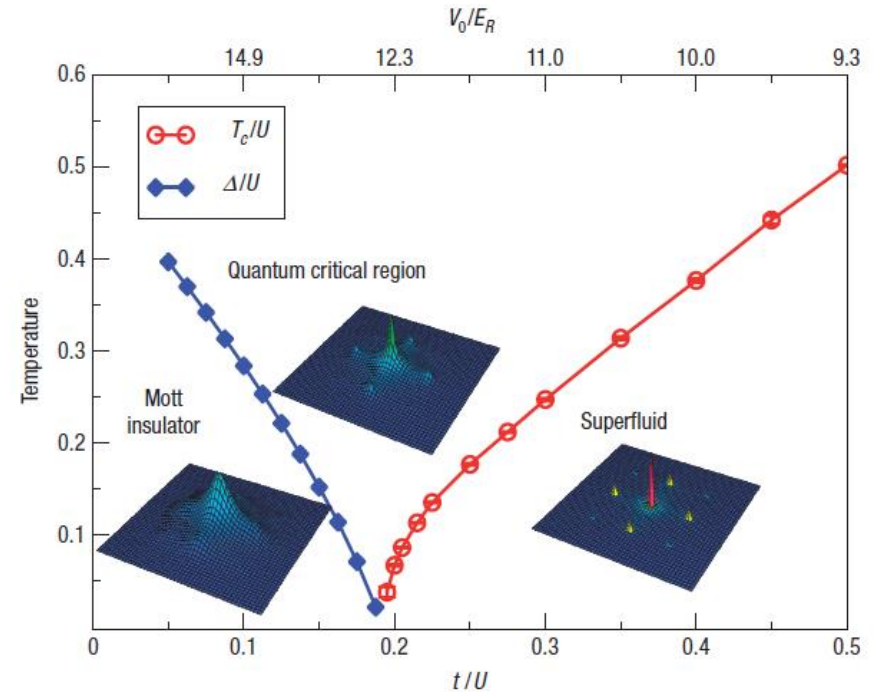 V₀/E_R
14.9 12.3 11.0 10.0 9.3
0.6
0.5
0.4
0.3
0.2
0.1
Temperature
T_c/U
Δ/U
Quantum critical region
Mott
insulator
Superfluid
0 0.1 0.2 0.3 0.4 0.5
t/U